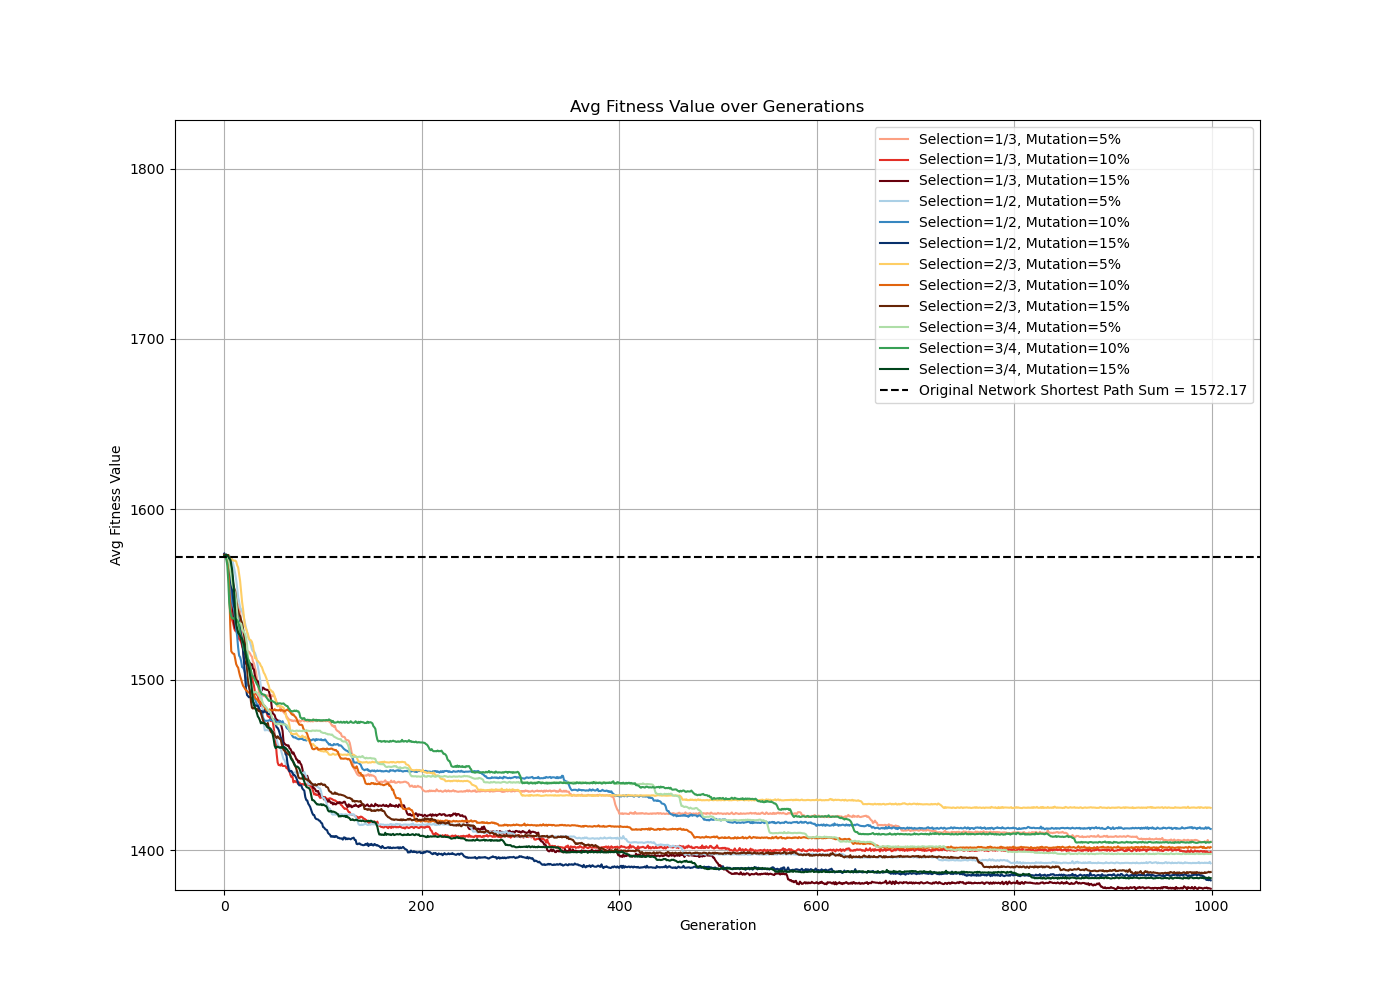 Avg Fitness Value over Generations
Selection=1/3, Mutation=5%
Selection=1/3, Mutation=10%
Selection=1/3, Mutation=15%
Selection=1/2, Mutation=5%
Selection=1/2, Mutation=10%
Selection=1/2, Mutation=15%
Selection=2/3, Mutation=5%
Selection=2/3, Mutation=10%
Selection=2/3, Mutation=15%
Selection=3/4, Mutation=5%
Selection=3/4, Mutation=10%
Selection=3/4, Mutation=15%
Original Network Shortest Path Sum = 1572.17
Avg Fitness Value
1800
1700
1600
1500
1400
0 200 400 600 800 1000
Generation